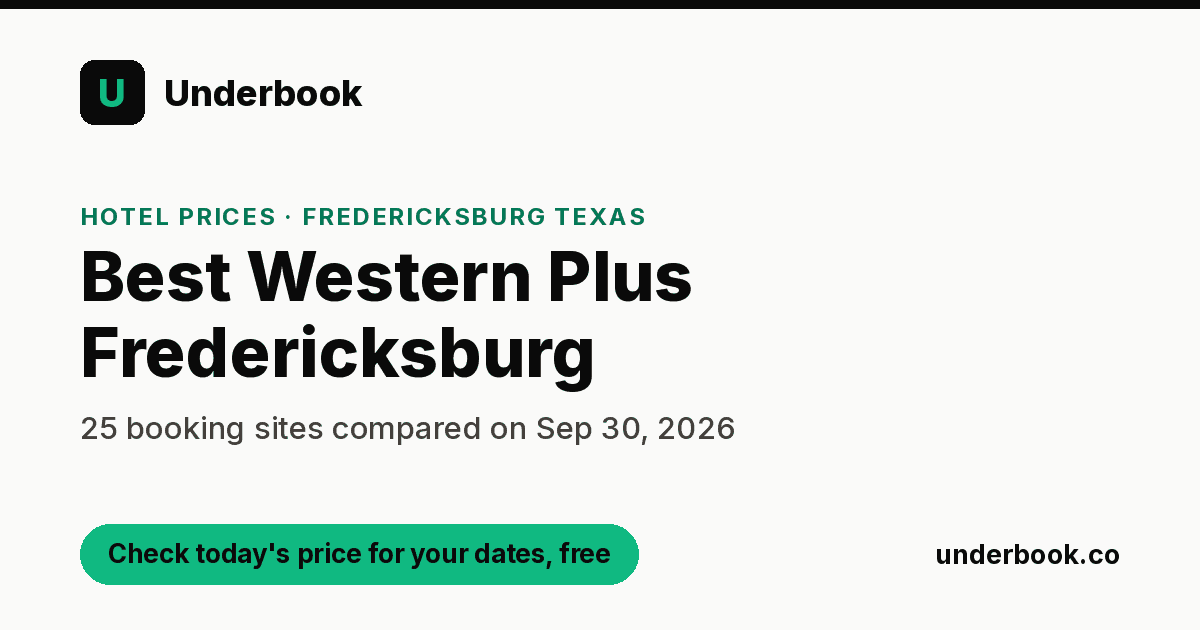 U Underbook
HOTEL PRICES · FREDERICKSBURG TEXAS
Best Western Plus
Fredericksburg
25 booking sites compared on Sep 30, 2026
Check today's price for your dates, free
underbook.co